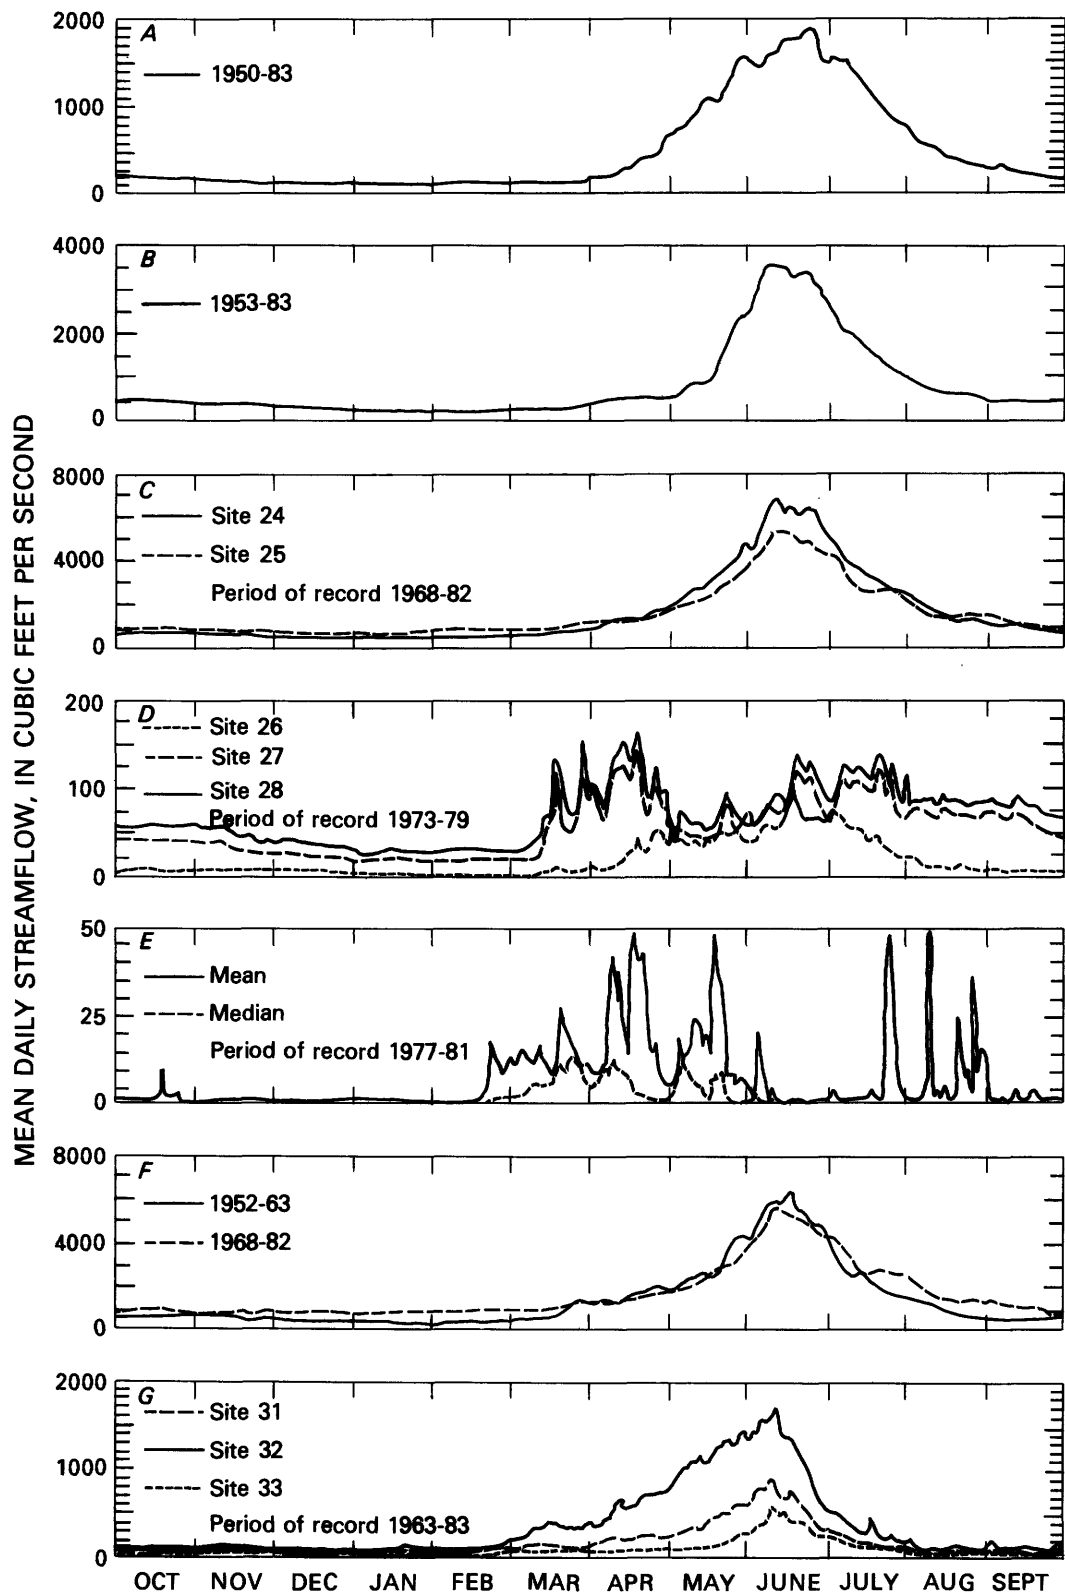 MEAN DAILY STREAMFLOW, IN CUBIC FEET PER SECOND
2000
A
1950-83
1000
0
4000
B
1953-83
2000
0
8000
C
Site 24
Site 25
4000
Period of record 1968-82
0
200
D
Site 26
Site 27
100
Site 28
Period of record 1973-79
0
50
E
Mean
Median
25
Period of record 1977-81
0
8000
F
1952-63
1968-82
4000
0
2000
G
Site 31
Site 32
1000
Site 33
Period of record 1963-83
0
OCT NOV DEC JAN FEB MAR APR MAY JUNE JULY AUG SEPT